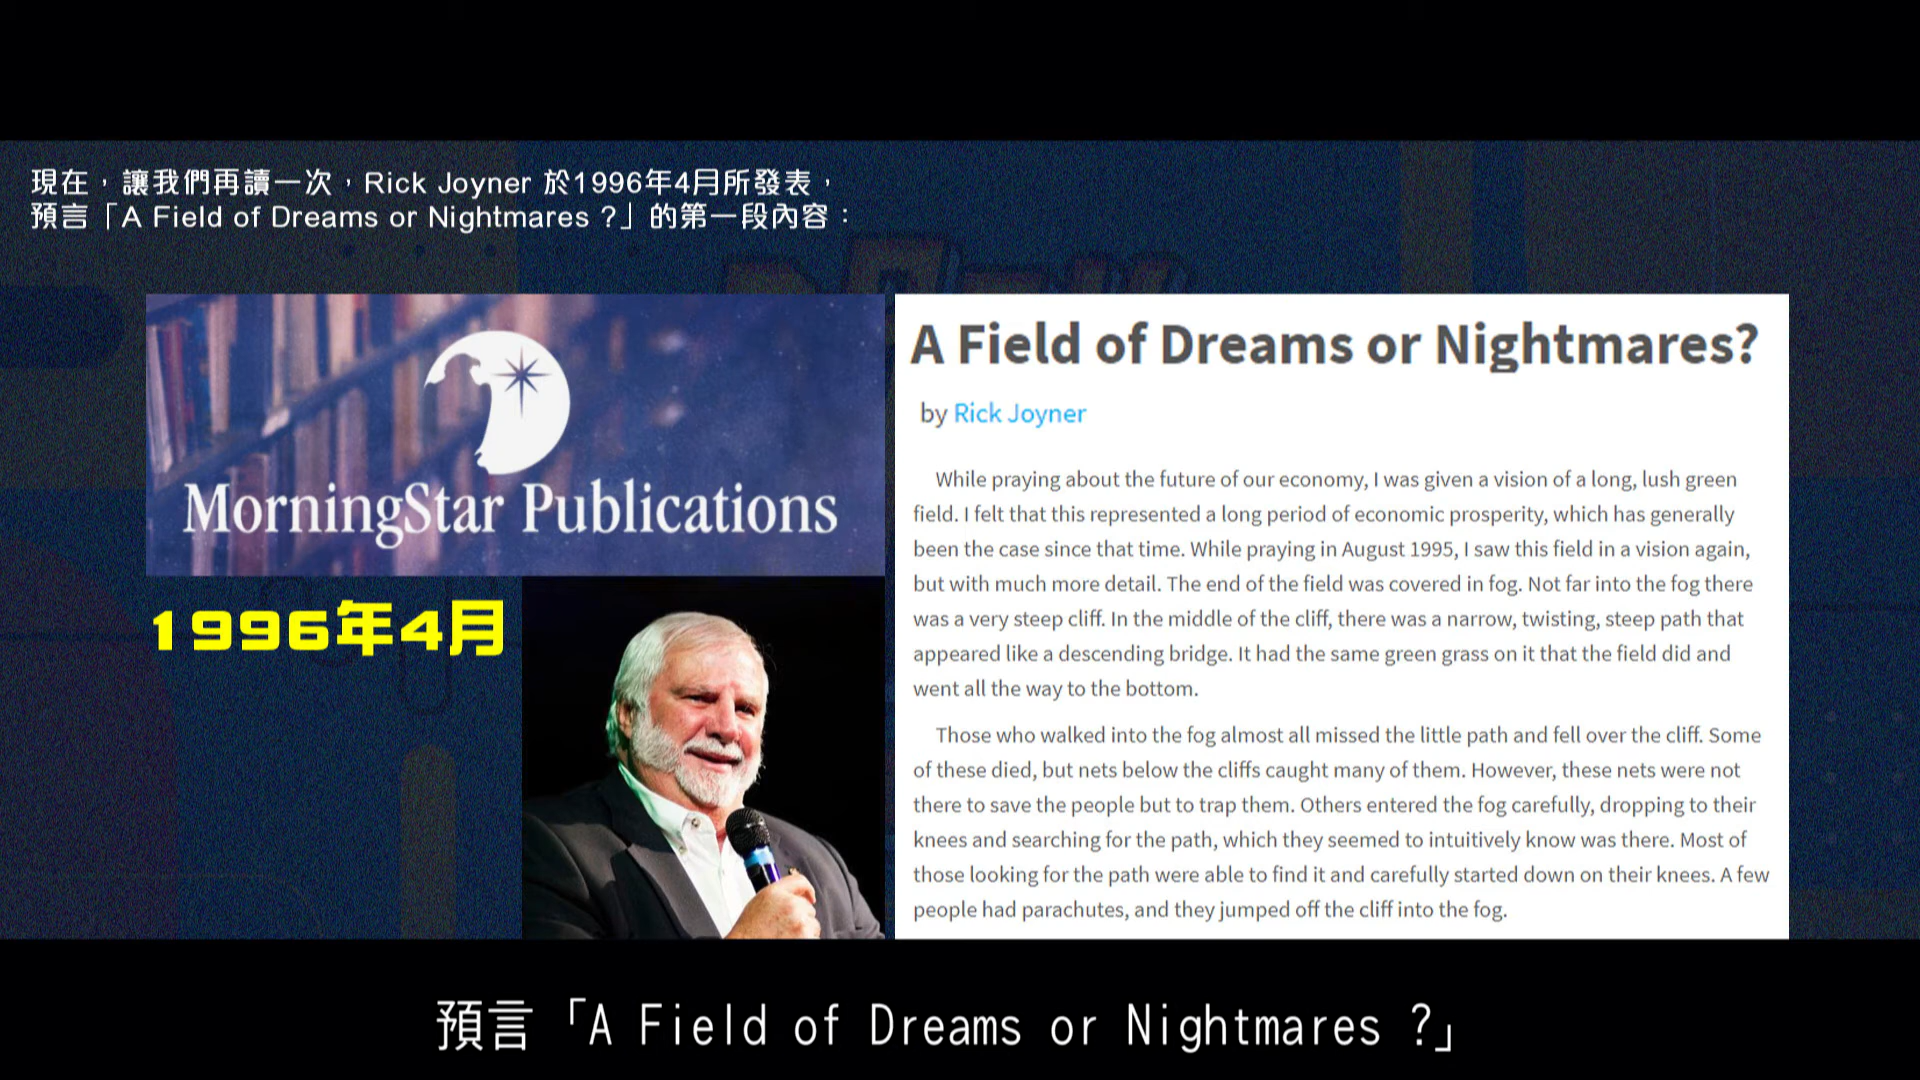 現在，讓我們再讀一次，Rick Joyner 於1996年4月所發表，
預言「A Field of Dreams or Nightmares ?」的第一段內容：
MorningStar Publications
1996年4月
A Field of Dreams or Nightmares?
by Rick Joyner
While praying about the future of our economy, I was given a vision of a long, lush green
field. I felt that this represented a long period of economic prosperity, which has generally
been the case since that time. While praying in August 1995, I saw this field in a vision again,
but with much more detail. The end of the field was covered in fog. Not far into the fog there
was a very steep cliff. In the middle of the cliff, there was a narrow, twisting, steep path that
appeared like a descending bridge. It had the same green grass on it that the field did and
went all the way to the bottom.
Those who walked into the fog almost all missed the little path and fell over the cliff. Some
of these died, but nets below the cliffs caught many of them. However, these nets were not
there to save the people but to trap them. Others entered the fog carefully, dropping to their
knees and searching for the path, which they seemed to intuitively know was there. Most of
those looking for the path were able to find it and carefully started down on their knees. A few
people had parachutes, and they jumped off the cliff into the fog.
預言「A Field of Dreams or Nightmares ?」